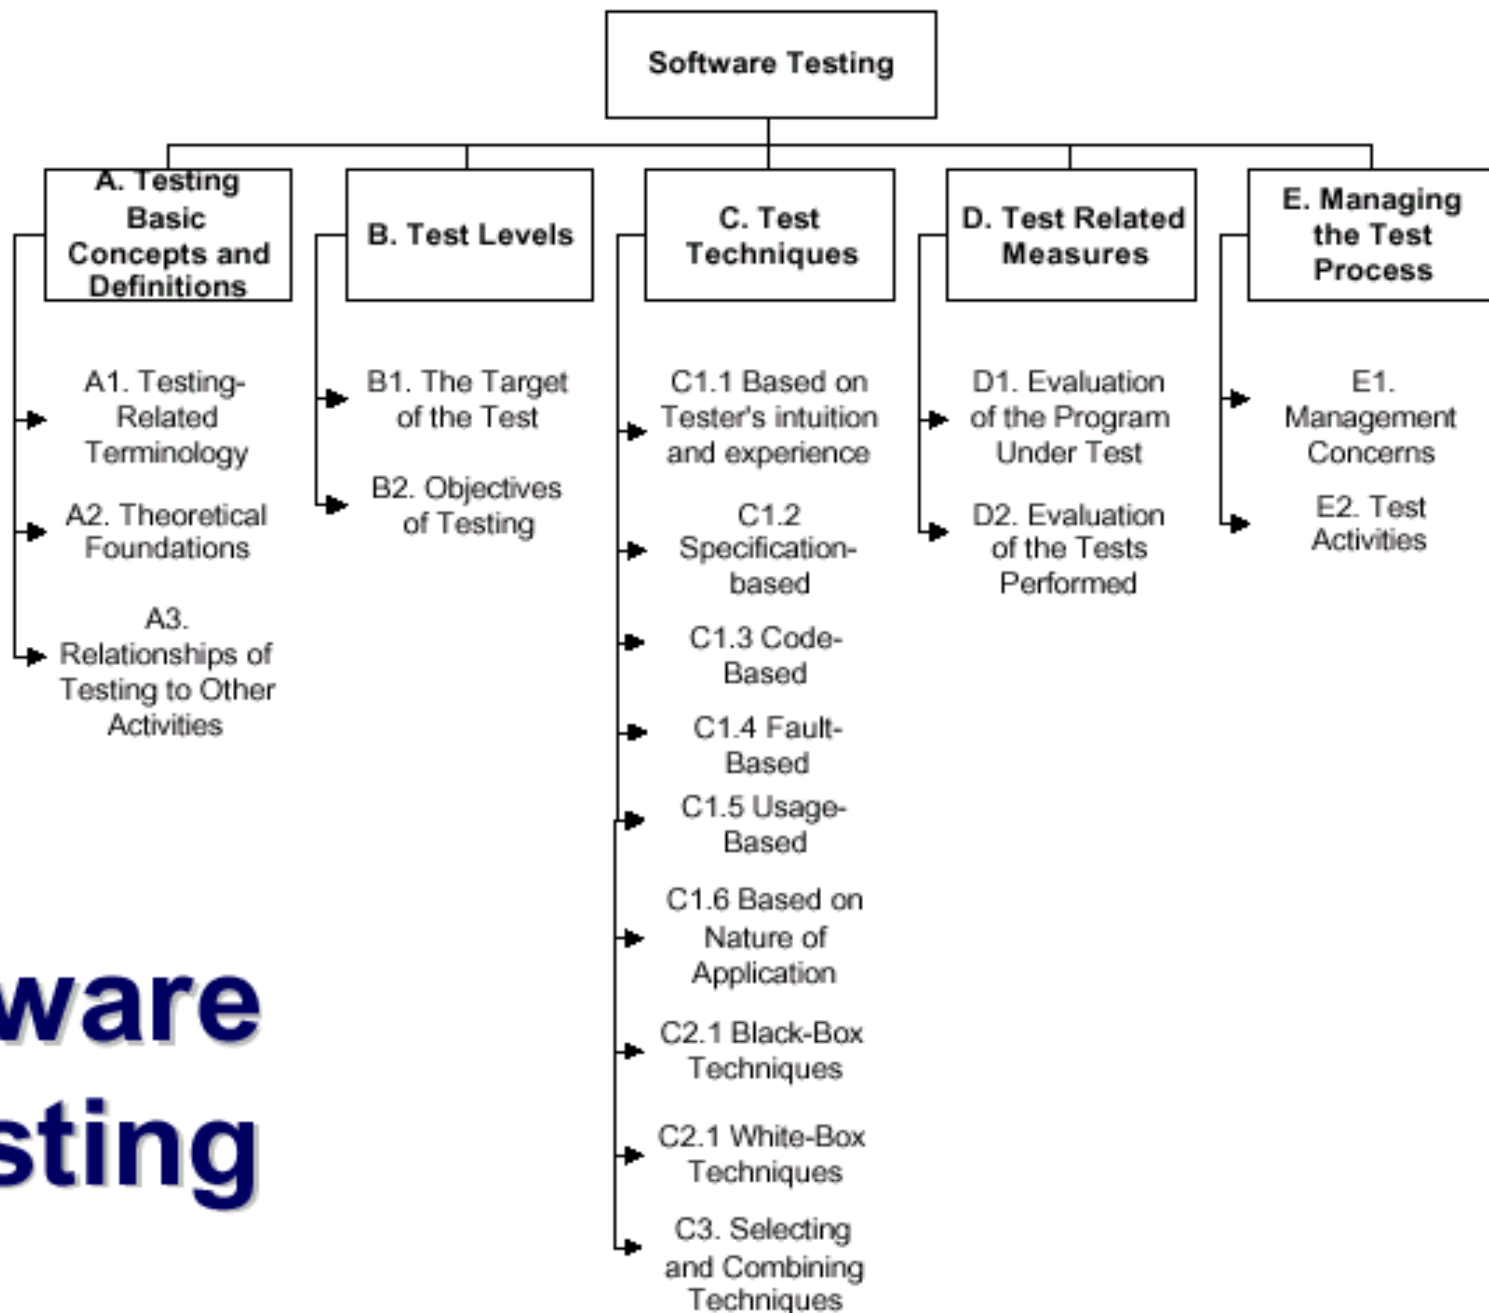 Software Testing
A. Testing
Basic
Concepts and
Definitions
A1. Testing-
Related
Terminology
A2. Theoretical
Foundations
A3.
Relationships of
Testing to Other
Activities
B. Test Levels
B1. The Target
of the Test
B2. Objectives
of Testing
C. Test
Techniques
C1.1 Based on
Tester's intuition
and experience
C1.2
Specification-
based
C1.3 Code-
Based
C1.4 Fault-
Based
C1.5 Usage-
Based
C1.6 Based on
Nature of
Application
C2.1 Black-Box
Techniques
C2.1 White-Box
Techniques
C3. Selecting
and Combining
Techniques
D. Test Related
Measures
D1. Evaluation
of the Program
Under Test
D2. Evaluation
of the Tests
Performed
E. Managing
the Test
Process
E1.
Management
Concerns
E2. Test
Activities
ware
sting